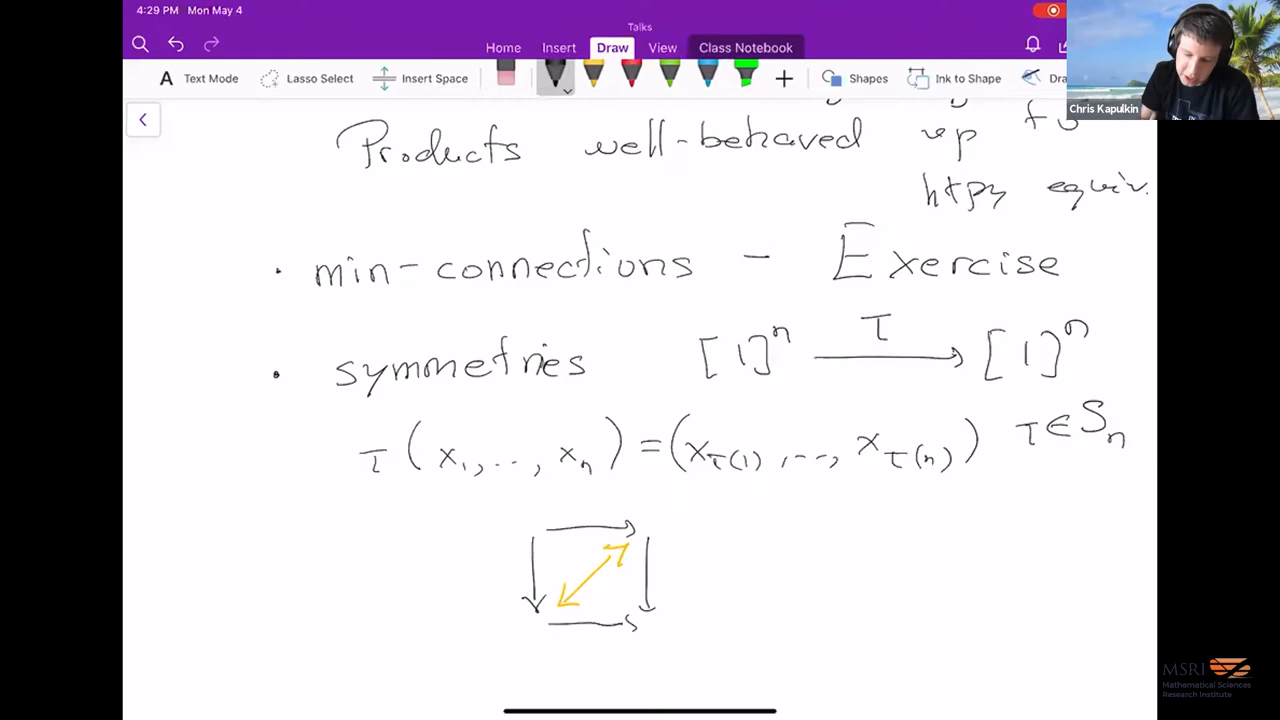 4:29 PM Mon May 4
Talks
Home Insert Draw View Class Notebook
Text Mode Lasso Select Insert Space Shapes Ink to Shape
Chris Kapulkin
Products well-behaved up to
htpy equiv.
· min-connections - Exercise
· symmetries [1]ⁿ τ→ [1]ⁿ
τ(x₁,..., xₙ) = (x_τ(1),..., x_τ(n)) τ∈Sₙ
MSRI
Mathematical Sciences
Research Institute